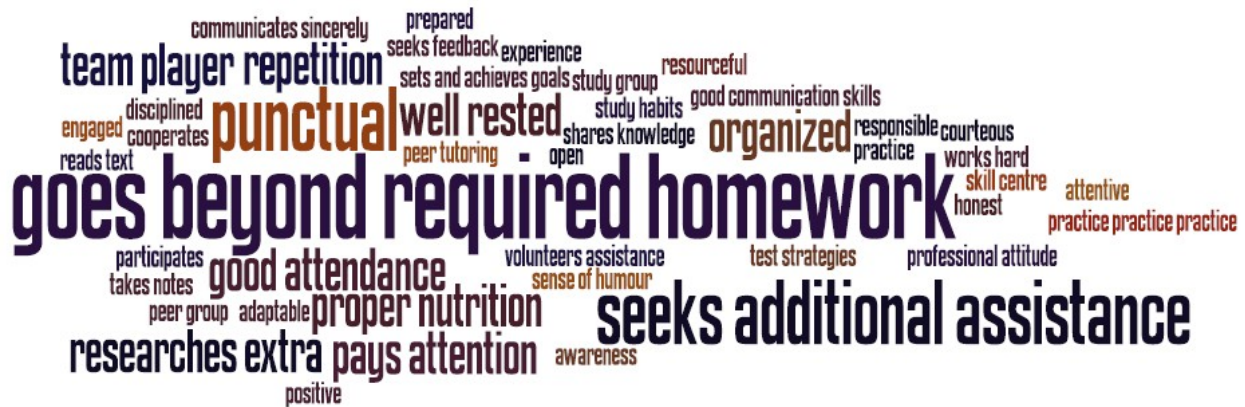 communicates sincerely
prepared
seeks feedback
experience
team player
repetition
sets and achieves goals
study group
resourceful
disciplined
punctual
well rested
study habits
good communication skills
engaged
cooperates
shares knowledge
organized
responsible
courteous
reads text
peer tutoring
open
practice
works hard
goes beyond required homework
skill centre
attentive
honest
practice practice practice
participates
good attendance
volunteers assistance
test strategies
professional attitude
takes notes
sense of humour
peer group
adaptable
proper nutrition
seeks additional assistance
researches extra
pays attention
awareness
positive